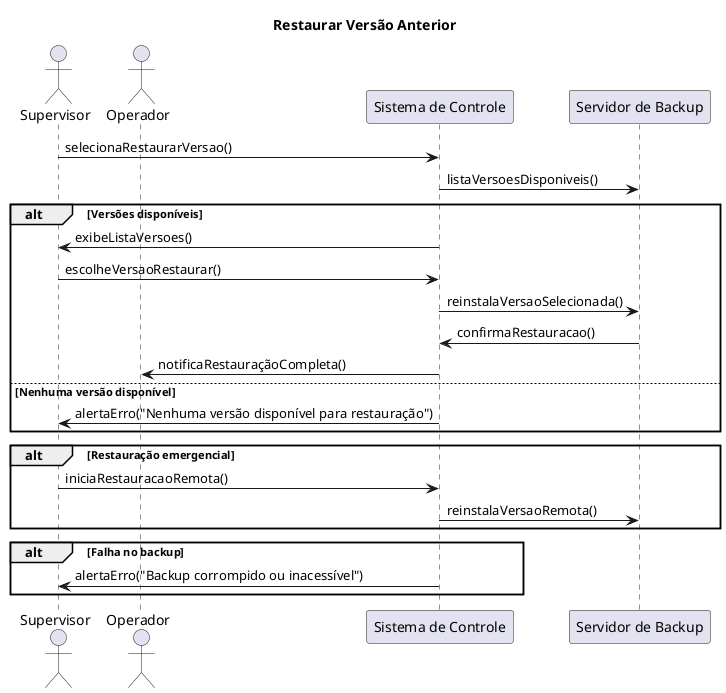 Restaurar Versão Anterior
Supervisor
Operador
Sistema de Controle
Servidor de Backup
selecionaRestaurarVersao()
listaVersoesDisponiveis()
alt [Versões disponíveis]
exibeListaVersoes()
escolheVersaoRestaurar()
reinstalaVersaoSelecionada()
confirmaRestauracao()
notificaRestauraçãoCompleta()
[Nenhuma versão disponível]
alertaErro("Nenhuma versão disponível para restauração")
alt [Restauração emergencial]
iniciaRestauracaoRemota()
reinstalaVersaoRemota()
alt [Falha no backup]
alertaErro("Backup corrompido ou inacessível")
Supervisor
Operador
Sistema de Controle
Servidor de Backup